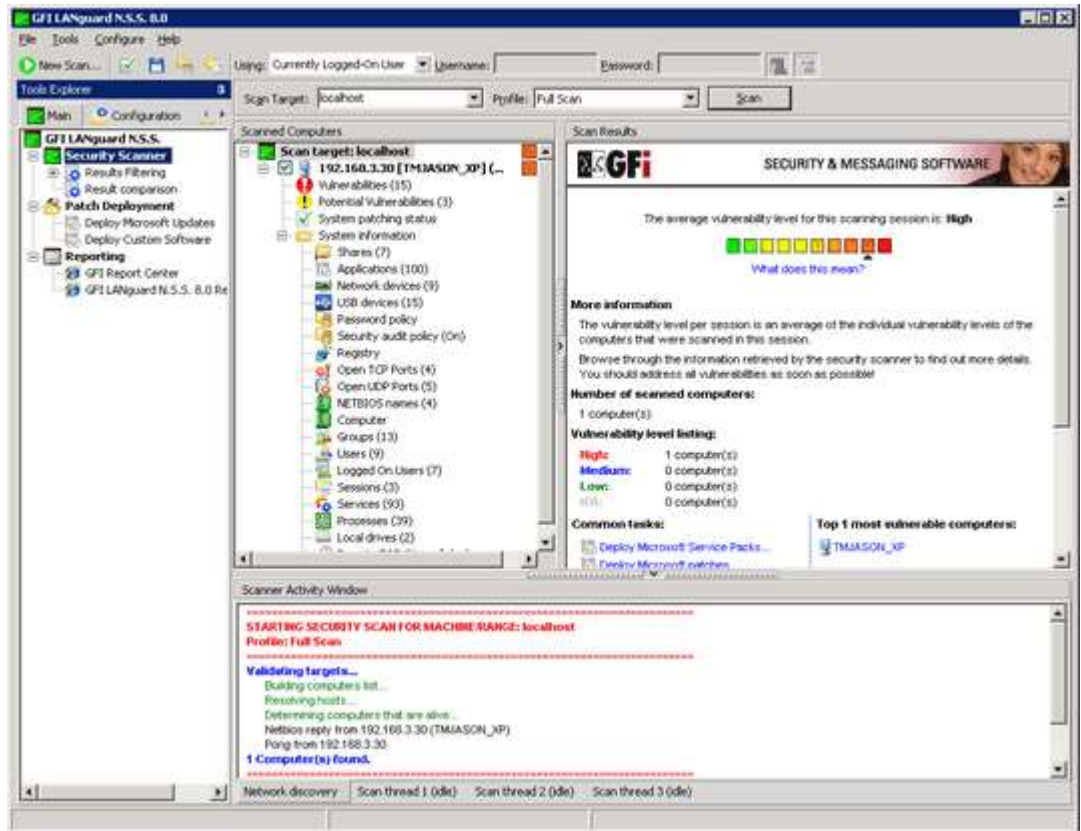 GFI LANguard N.S.S. 8.0
File Tools Configure Help
New Scan... Using: Currently Logged-On User Username: Password:
Tools Explorer
Main Configuration
GFI LANguard N.S.S.
Security Scanner
Results Filtering
Result comparison
Patch Deployment
Deploy Microsoft Updates
Deploy Custom Software
Reporting
GFI Report Center
GFI LANguard N.S.S. 8.0 Re
Scan Target: localhost Profile: Full Scan Scan
Scanned Computers
Scan target: localhost
192.168.3.30 [TMJASON_XP] (...
Vulnerabilities (15)
Potential Vulnerabilities (3)
System patching status
System information
Shares (7)
Applications (100)
Network devices (9)
USB devices (15)
Password policy
Security audit policy (On)
Registry
Open TCP Ports (4)
Open UDP Ports (5)
NETBIOS names (4)
Computer
Groups (13)
Users (9)
Logged On Users (7)
Sessions (3)
Services (93)
Processes (39)
Local drives (2)
Scan Results
GFi SECURITY & MESSAGING SOFTWARE
The average vulnerability level for this scanning session is: High
What does this mean?
More information
The vulnerability level per session is an average of the individual vulnerability levels of the
computers that were scanned in this session.
Browse through the information retrieved by the security scanner to find out more details.
You should address all vulnerabilities as soon as possible!
Number of scanned computers:
1 computer(s)
Vulnerability level listing:
High: 1 computer(s)
Medium: 0 computer(s)
Low: 0 computer(s)
N/A: 0 computer(s)
Common tasks:
Deploy Microsoft Service Packs...
Deploy Microsoft patches
Top 1 most vulnerable computers:
TMJASON_XP
Scanner Activity Window
STARTING SECURITY SCAN FOR MACHINE/RANGE: localhost
Profile: Full Scan
Validating targets...
Building computers list...
Resolving hosts...
Determining computers that are alive...
Netbios reply from 192.168.3.30 (TMJASON_XP)
Pong from 192.168.3.30
1 Computer(s) found.
Network discovery Scan thread 1 (idle) Scan thread 2 (idle) Scan thread 3 (idle)